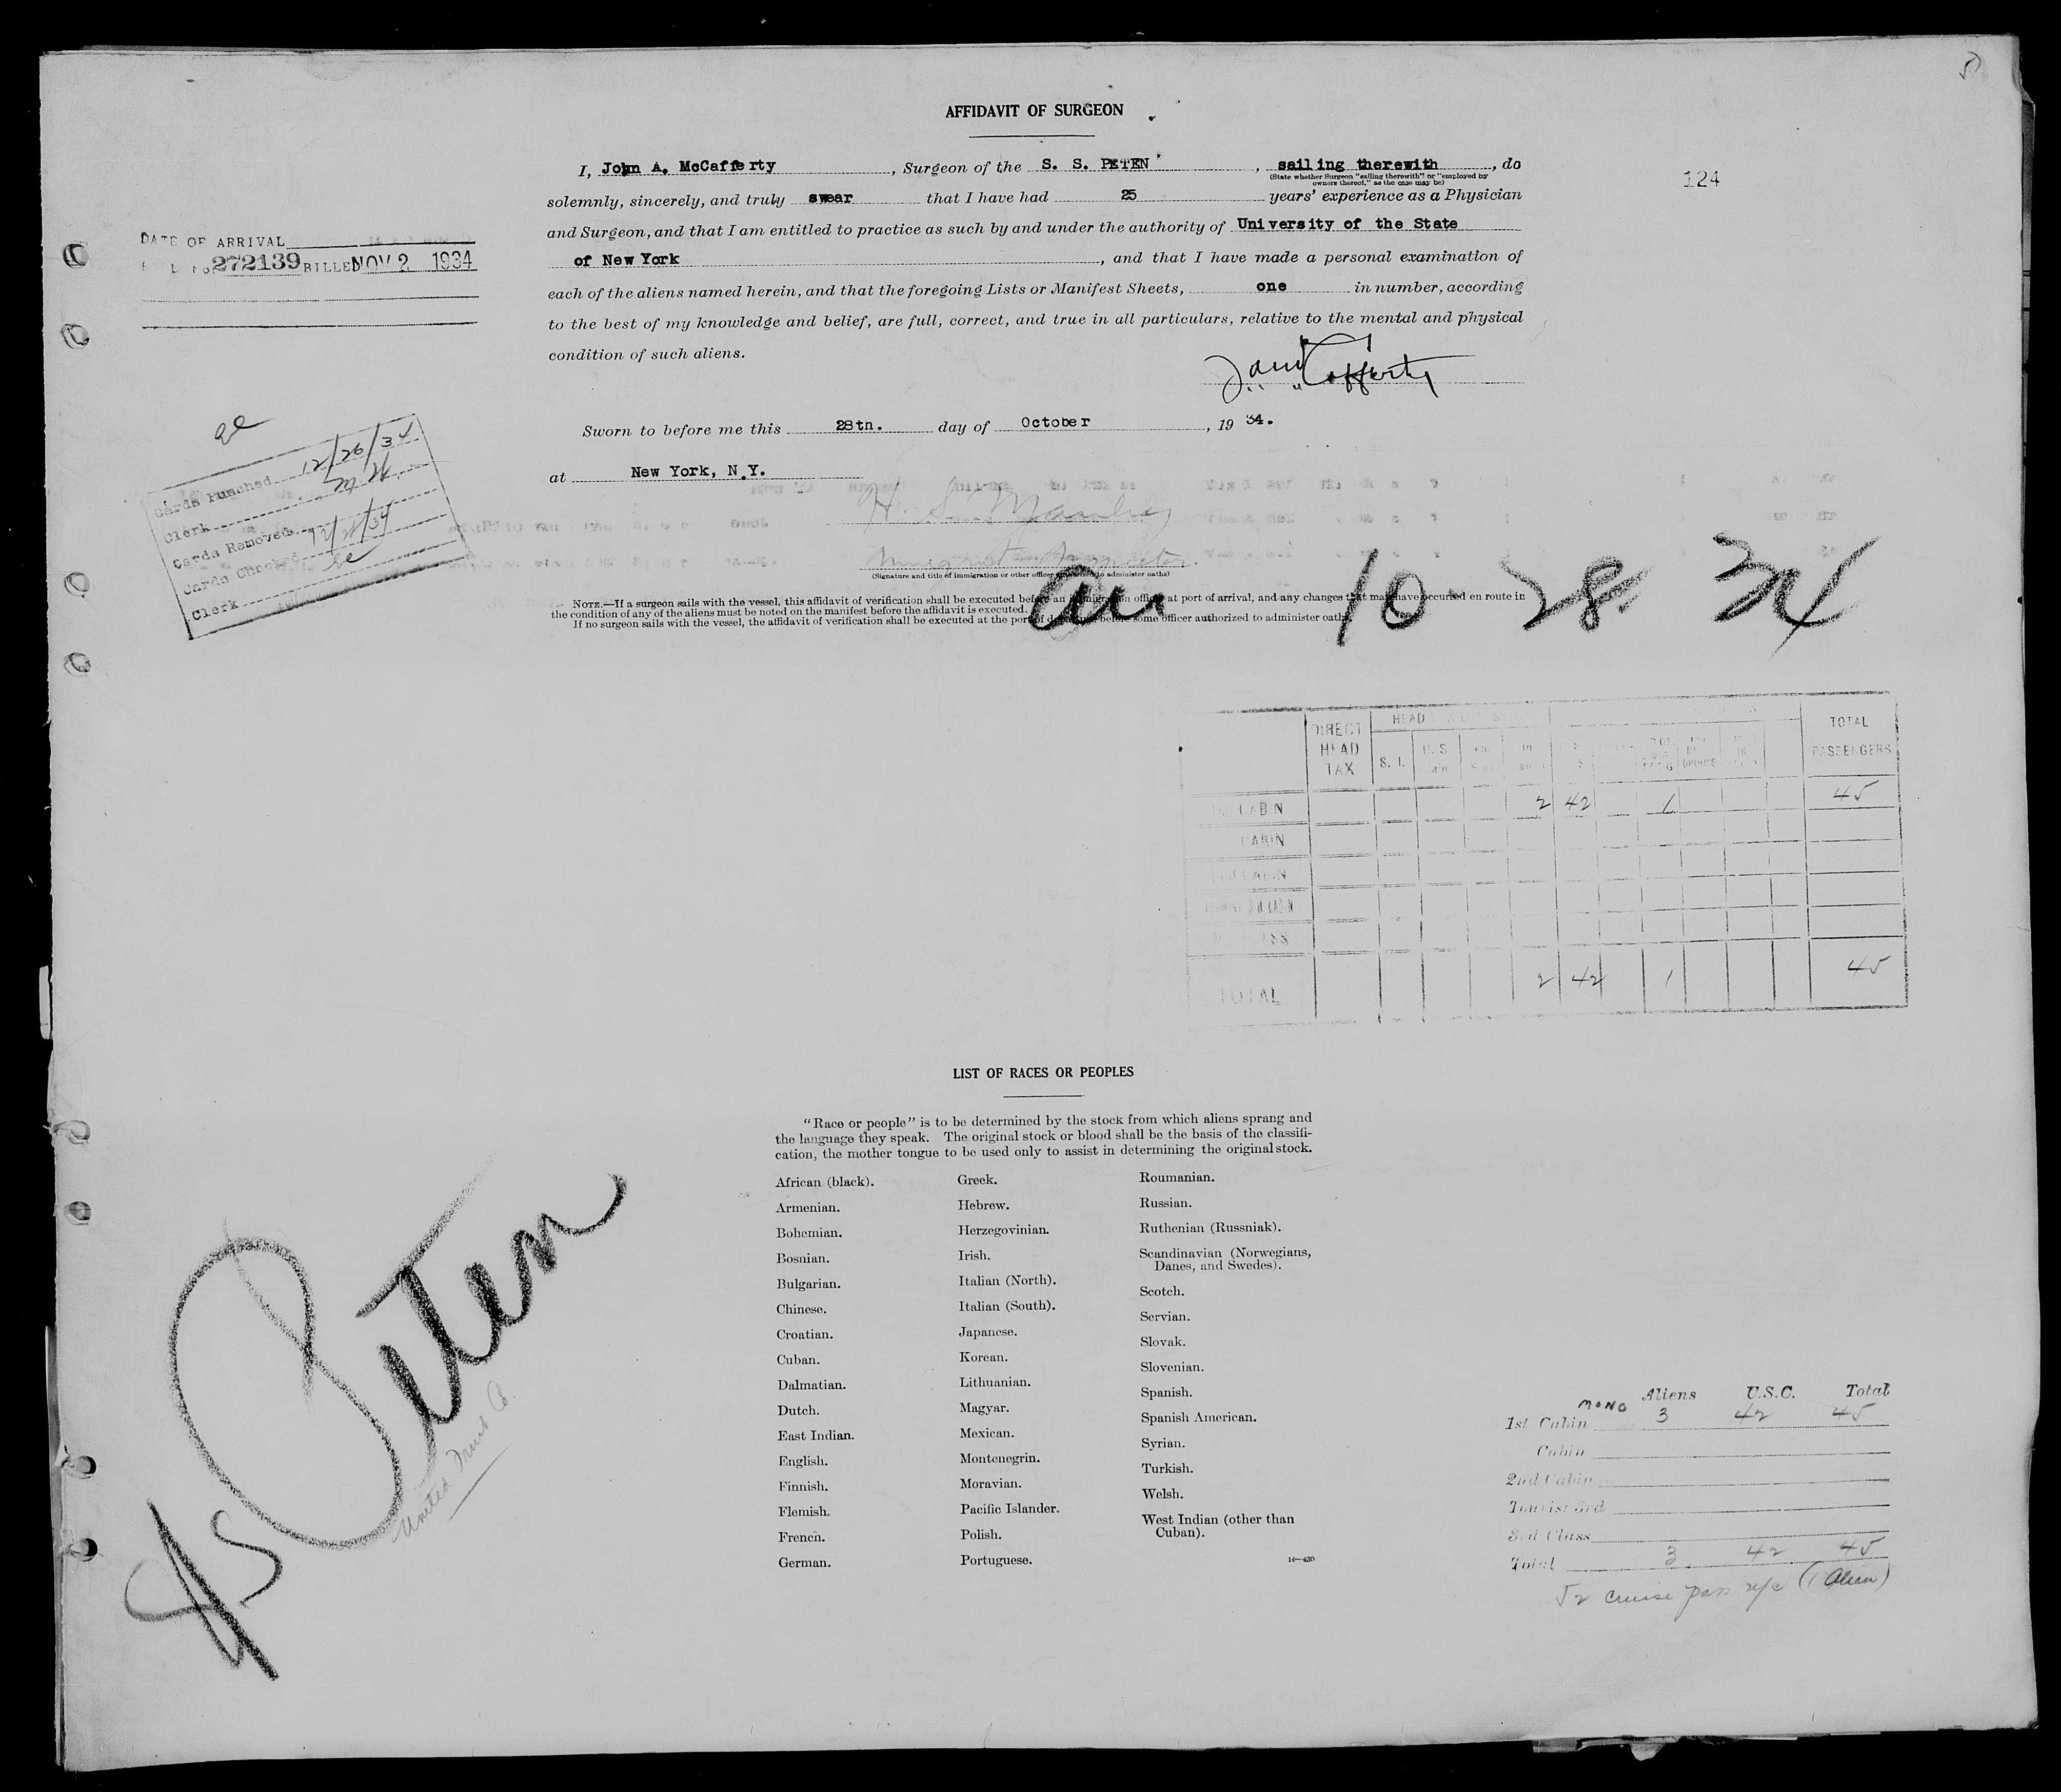 AFFIDAVIT OF SURGEON
I, John A. McCafferty, Surgeon of the S. S. PETEN, sailing therewith, do
(State whether Surgeon "sailing therewith" or "employed by
owners thereof," as the case may be)
124
solemnly, sincerely, and truly swear that I have had 25 years' experience as a Physician
and Surgeon, and that I am entitled to practice as such by and under the authority of University of the State
of New York, and that I have made a personal examination of
each of the aliens named herein, and that the foregoing Lists or Manifest Sheets, one in number, according
to the best of my knowledge and belief, are full, correct, and true in all particulars, relative to the mental and physical
condition of such aliens.
DATE OF ARRIVAL
272139 BILLED NOV 2 1934
Sworn to before me this 28th. day of October, 1934.
at New York, N.Y.
Cards Punched 12/26/34
Clerk
Cards Removed
Cards Checked
Clerk
(Signature and title of immigration or other officer to administer oaths)
NOTE.—If a surgeon sails with the vessel, this affidavit of verification shall be executed before an immigration officer at port of arrival, and any changes that may have occurred en route in
the condition of any of the aliens must be noted on the manifest before the affidavit is executed.
If no surgeon sails with the vessel, the affidavit of verification shall be executed at the port of departure before some officer authorized to administer oaths.
10 28 34
DIRECT HEAD TAX
HEAD
S. I.
U. S.
GROUPS
TOTAL PASSENGERS
CABIN 2 42 1 45
CABIN
CABIN
TOTAL 2 42 1 45
LIST OF RACES OR PEOPLES
"Race or people" is to be determined by the stock from which aliens sprang and
the language they speak. The original stock or blood shall be the basis of the classifi-
cation, the mother tongue to be used only to assist in determining the original stock.
African (black).
Armenian.
Bohemian.
Bosnian.
Bulgarian.
Chinese.
Croatian.
Cuban.
Dalmatian.
Dutch.
East Indian.
English.
Finnish.
Flemish.
French.
German.
Greek.
Hebrew.
Herzegovinian.
Irish.
Italian (North).
Italian (South).
Japanese.
Korean.
Lithuanian.
Magyar.
Mexican.
Montenegrin.
Moravian.
Pacific Islander.
Polish.
Portuguese.
Roumanian.
Russian.
Ruthenian (Russniak).
Scandinavian (Norwegians,
Danes, and Swedes).
Scotch.
Servian.
Slovak.
Slovenian.
Spanish.
Spanish American.
Syrian.
Turkish.
Welsh.
West Indian (other than
Cuban).
SS Peten
United Fruit Co.
Aliens U.S.C. Total
1st Cabin MONO 3 42 45
Cabin
2nd Cabin
Tourist 3rd
3rd Class
Total 3 42 45
52 cruise pass (1 Alien)